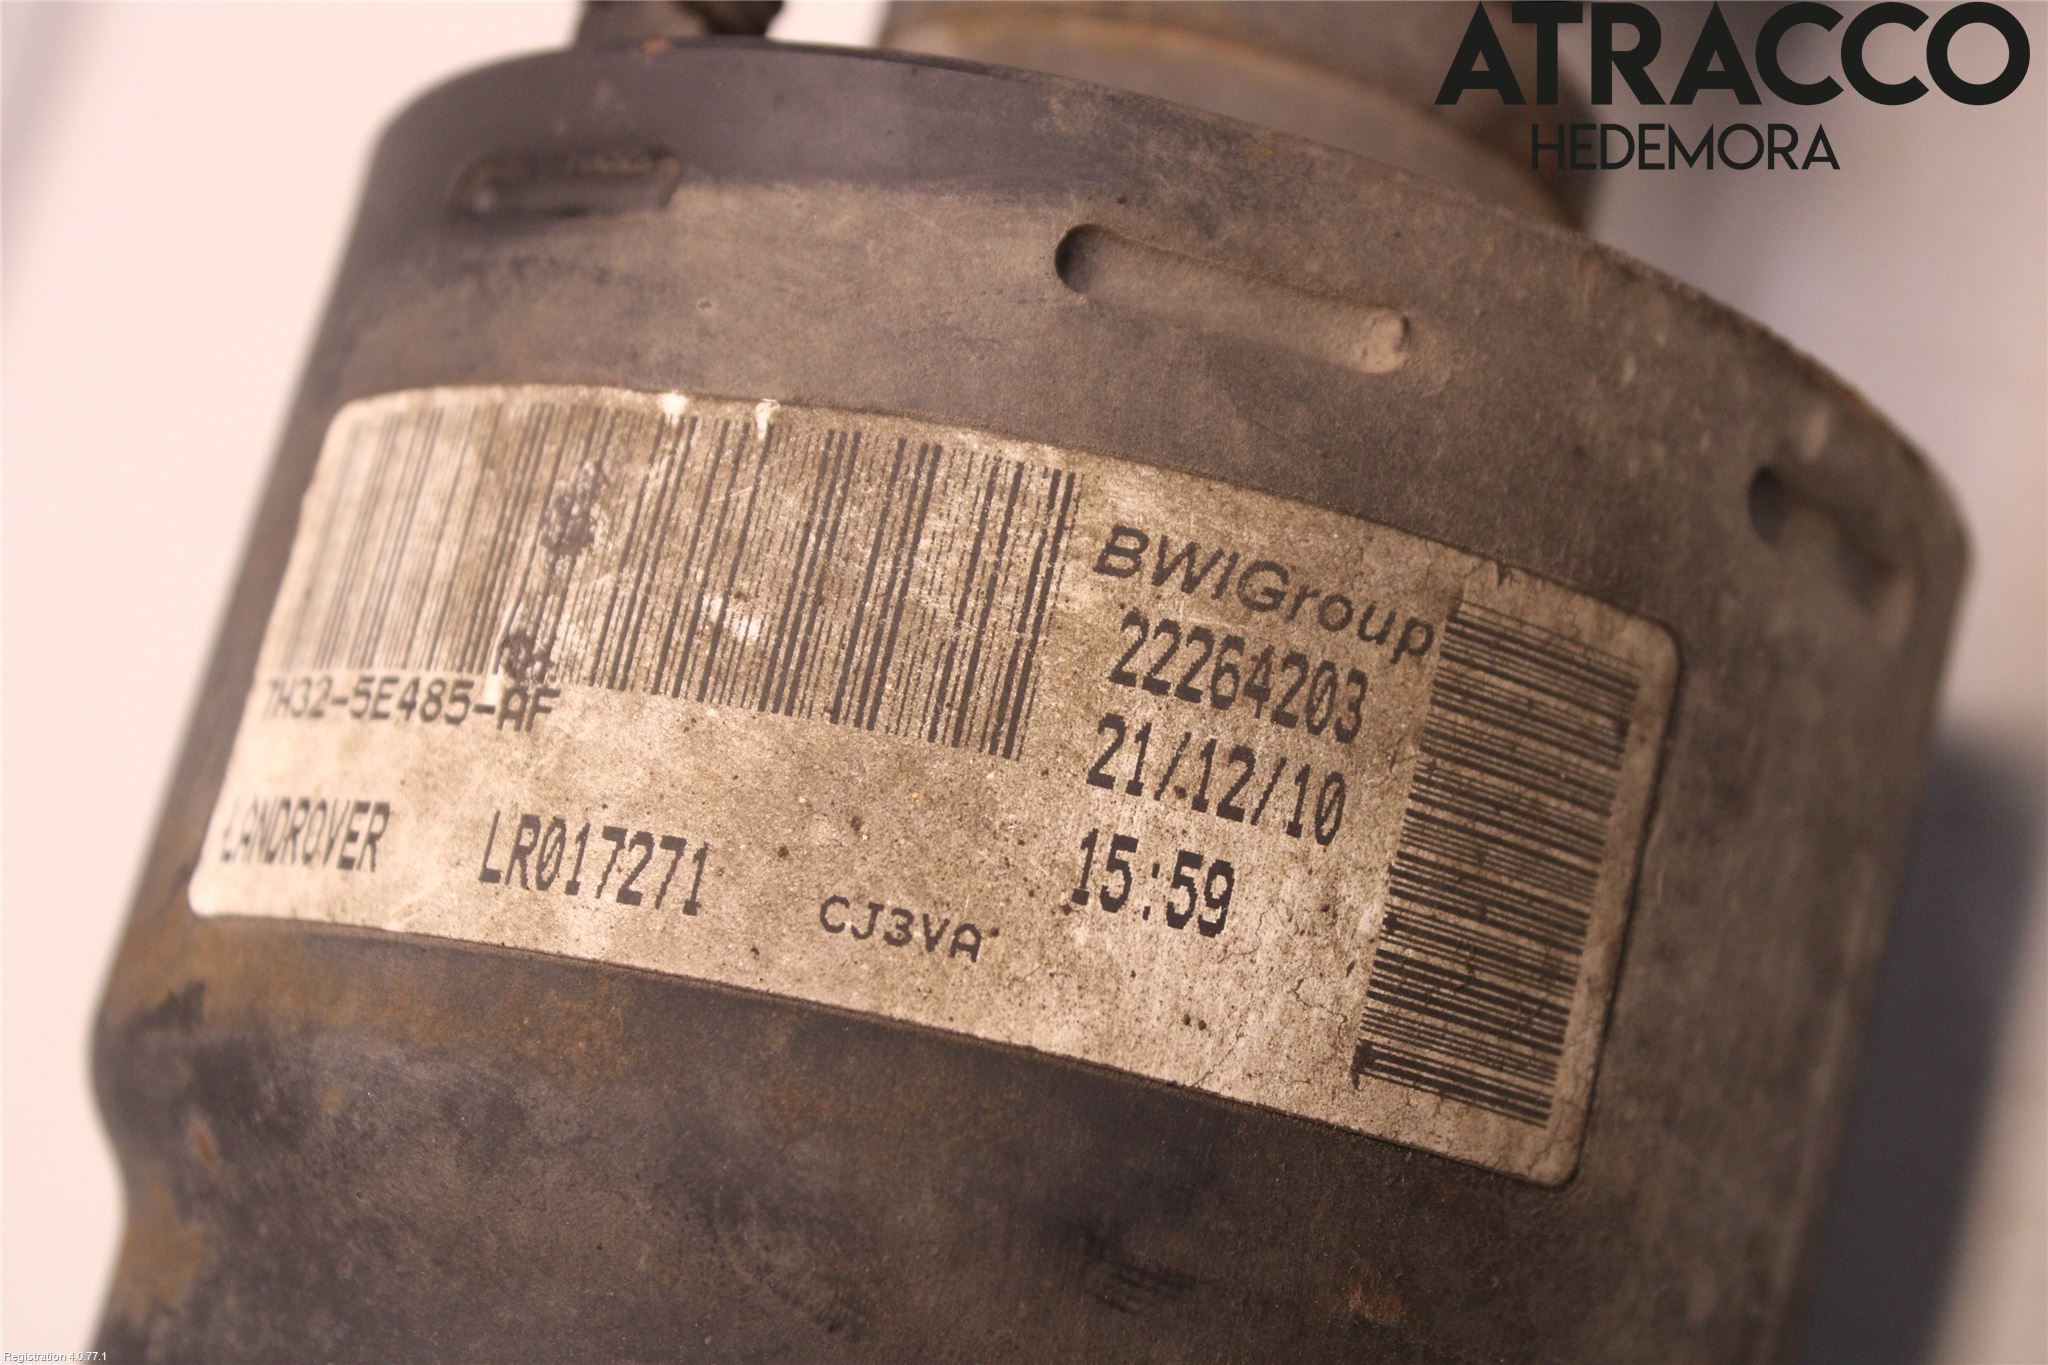 ATRACCO
HEDEMORA
BWIGroup
22264203
21/12/10
15:59
7H32-5E485-AF
LANDROVER LR017271
CJ3VA
Registration 4.0.77.1